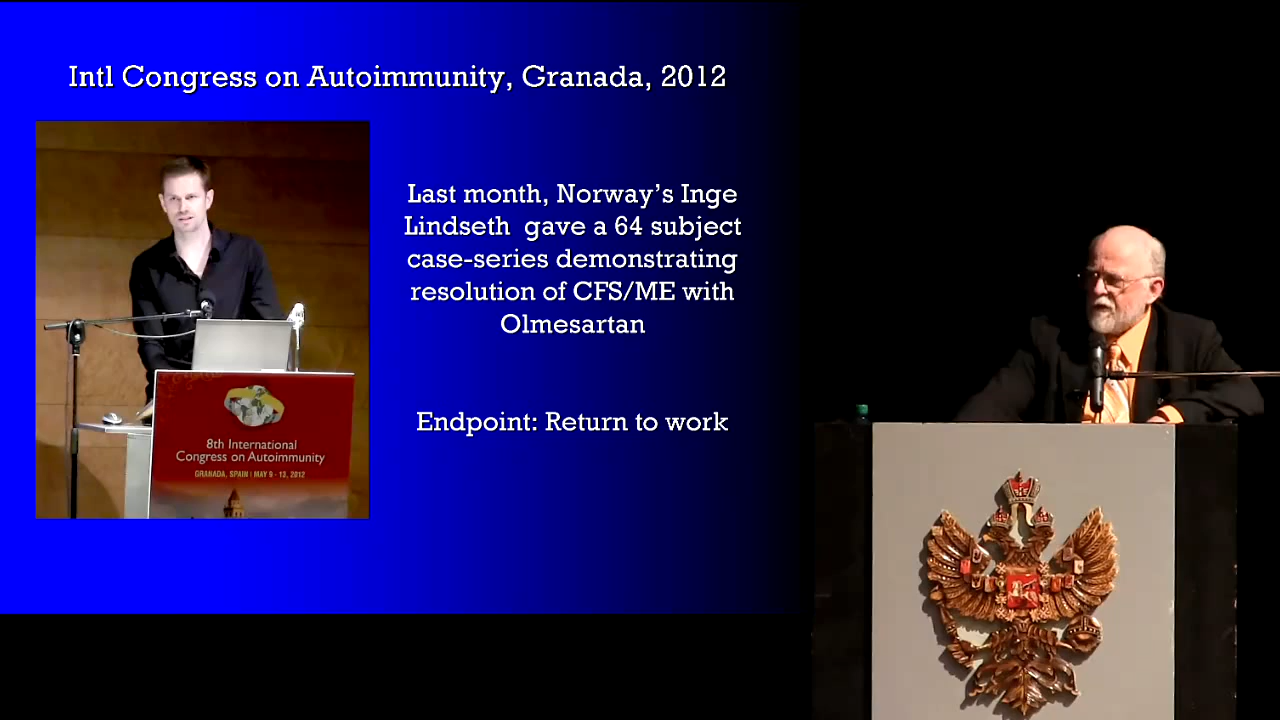 Intl Congress on Autoimmunity, Granada, 2012
Last month, Norway's Inge
Lindseth gave a 64 subject
case-series demonstrating
resolution of CFS/ME with
Olmesartan
Endpoint: Return to work
8th International
Congress on Autoimmunity
GRANADA, SPAIN | MAY 9 - 13, 2012